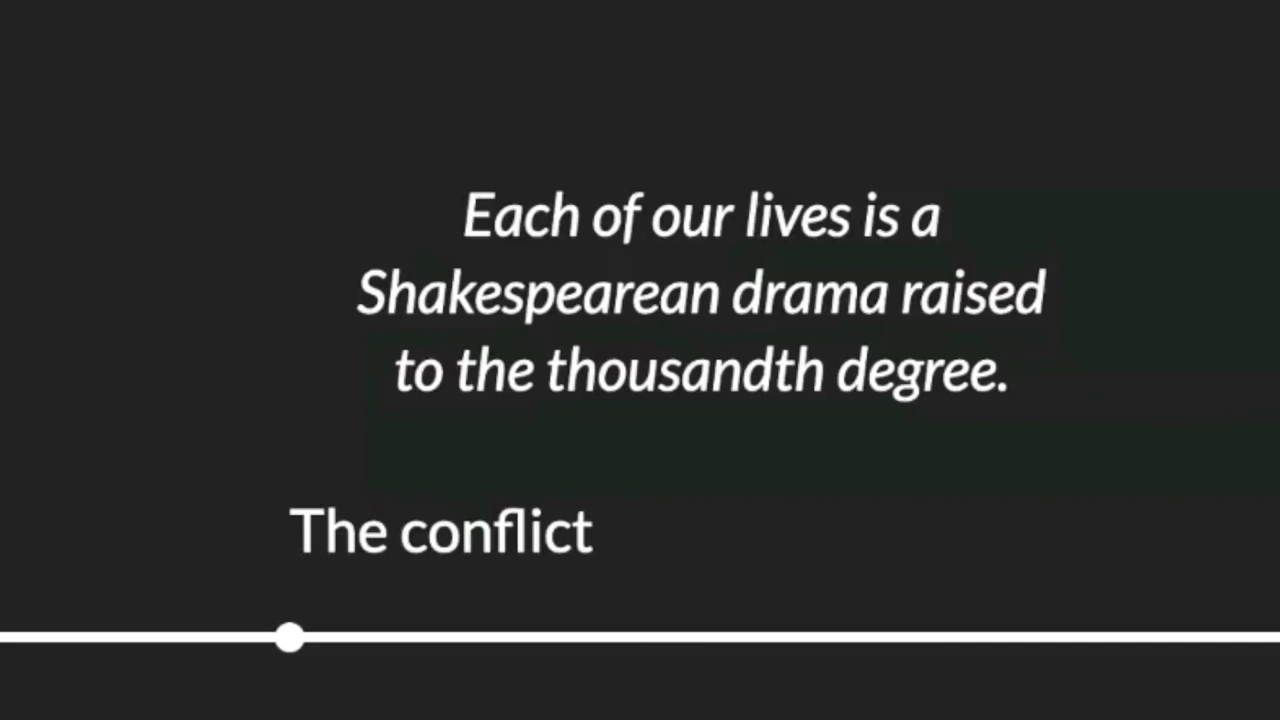 Each of our lives is a
Shakespearean drama raised
to the thousandth degree.
The conflict